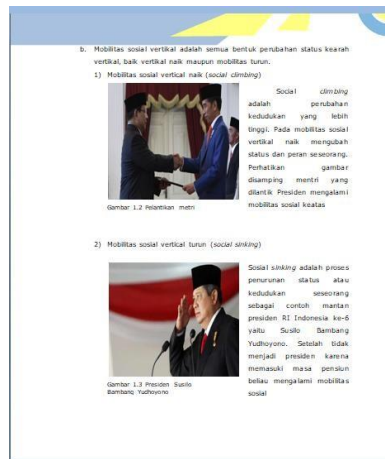 b. Mobilitas sosial vertikal adalah semua bentuk perubahan status kearah
vertikal, baik vertikal naik maupun mobilitas turun.
1) Mobilitas sosial vertical naik (social climbing)
Social climbing
adalah perubahan
kedudukan yang lebih
tinggi. Pada mobilitas sosial
vertikal naik mengubah
status dan peran seseorang.
Perhatikan gambar
disamping mentri yang
dilantik Presiden mengalami
mobilitas sosial keatas
Gambar 1.2 Pelantikan metri
2) Mobilitas sosial vertical turun (social sinking)
Sosial sinking adalah proses
penurunan status atau
kedudukan seseorang
sebagai contoh mantan
presiden RI Indonesia ke-6
yaitu Susilo Bambang
Yudhoyono. Setelah tidak
menjadi presiden karena
memasuki masa pensiun
beliau mengalami mobilitas
sosial
Gambar 1.3 Presiden Susilo
Bambang Yudhoyono